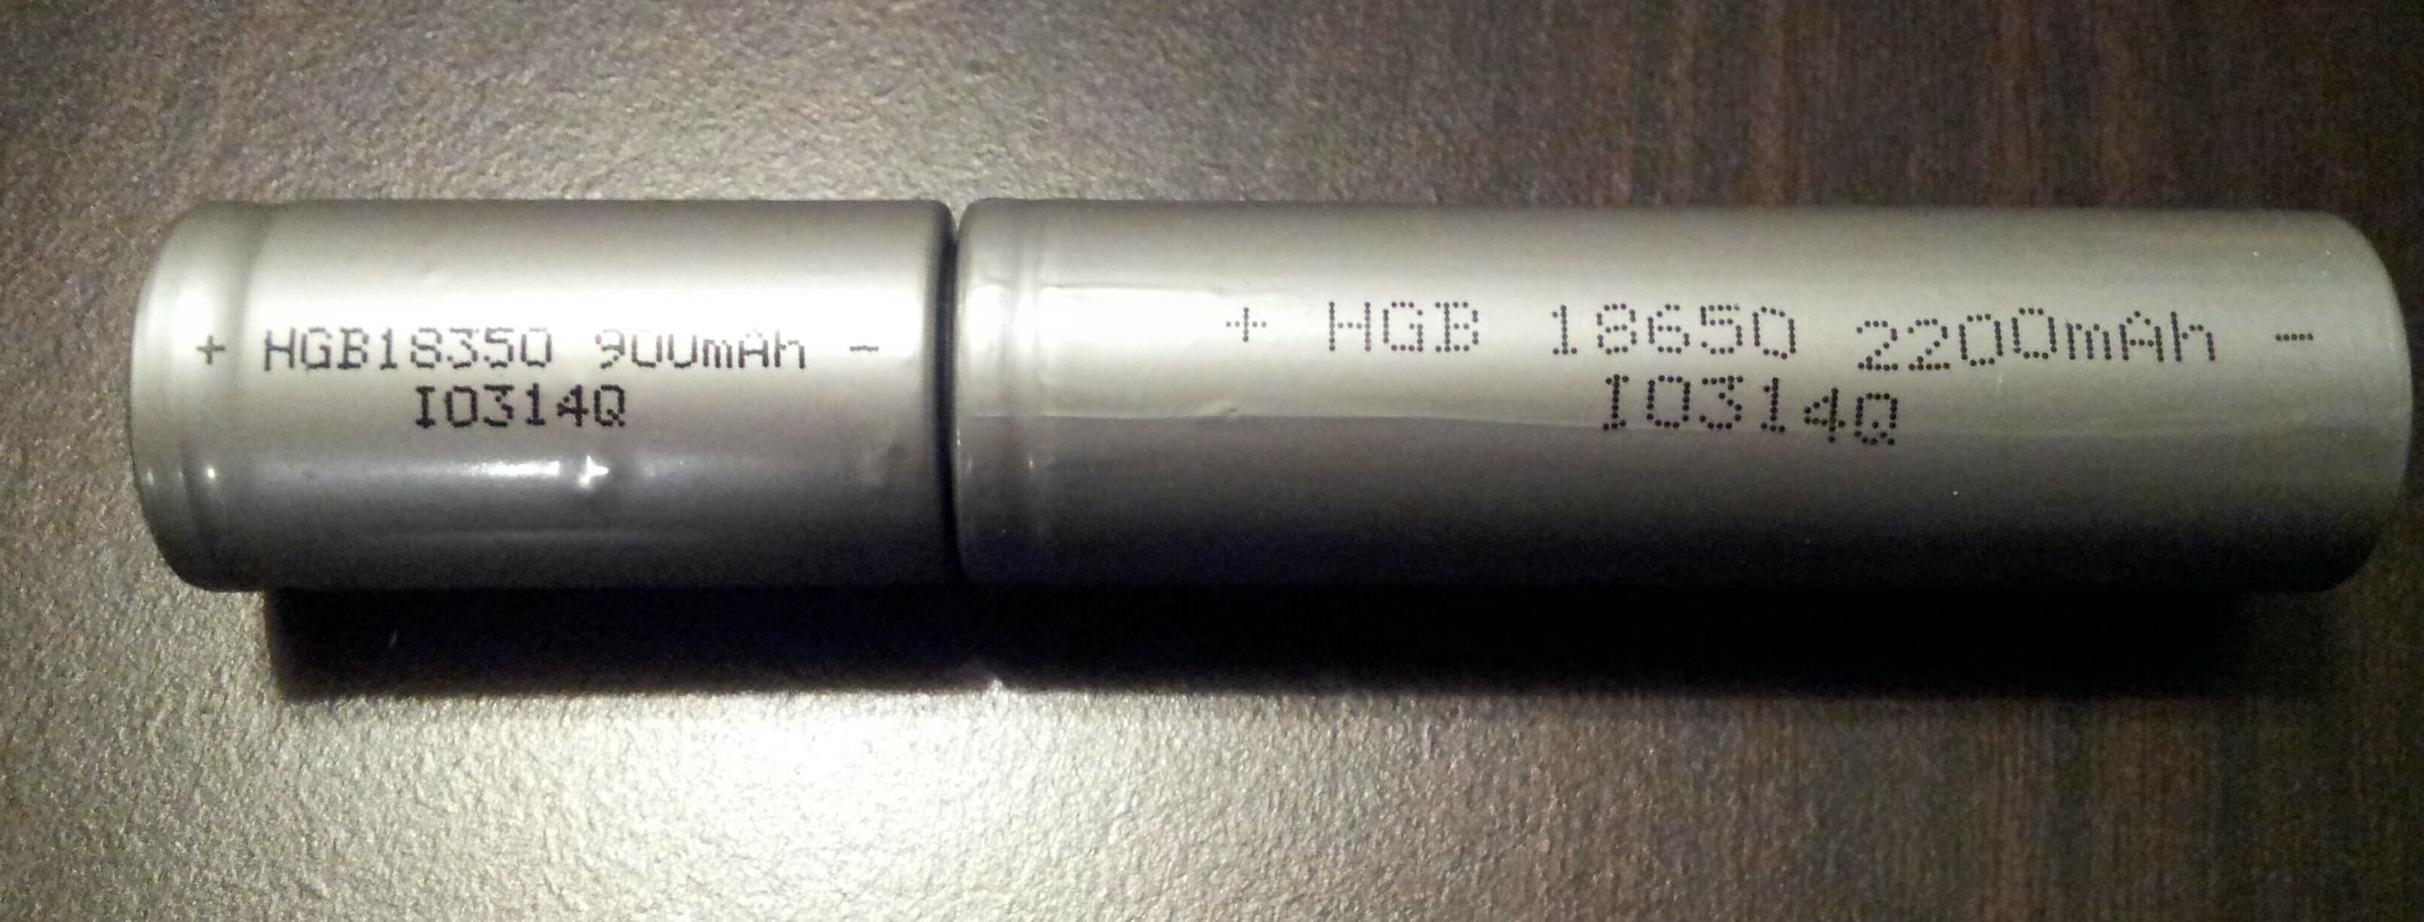 + HGB18350 900mAh -
I0314Q
+ HGB 18650 2200mAh -
I0314Q